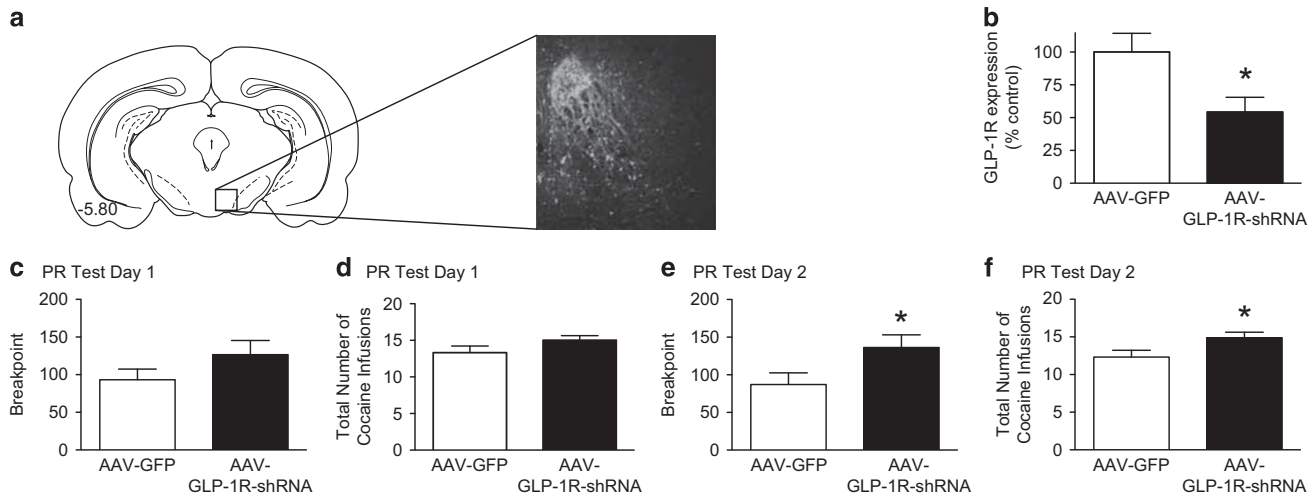 a
-5.80
b
GLP-1R expression
(% control)
100
75
50
25
0
*
AAV-GFP
AAV-
GLP-1R-shRNA
c PR Test Day 1
Breakpoint
200
150
100
50
0
AAV-GFP
AAV-
GLP-1R-shRNA
d PR Test Day 1
Total Number of
Cocaine Infusions
20
15
10
5
0
AAV-GFP
AAV-
GLP-1R-shRNA
e PR Test Day 2
Breakpoint
200
150
100
50
0
*
AAV-GFP
AAV-
GLP-1R-shRNA
f PR Test Day 2
Total Number of
Cocaine Infusions
20
15
10
5
0
*
AAV-GFP
AAV-
GLP-1R-shRNA